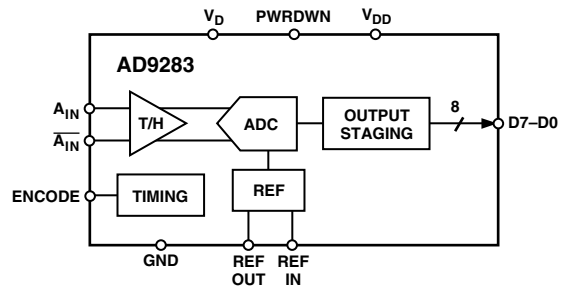 V_D PWRDWN V_DD
AD9283
A_IN
T/H
ADC
OUTPUT
STAGING
8
D7–D0
A̅_I̅N̅
ENCODE
TIMING
REF
GND
REF
OUT
REF
IN